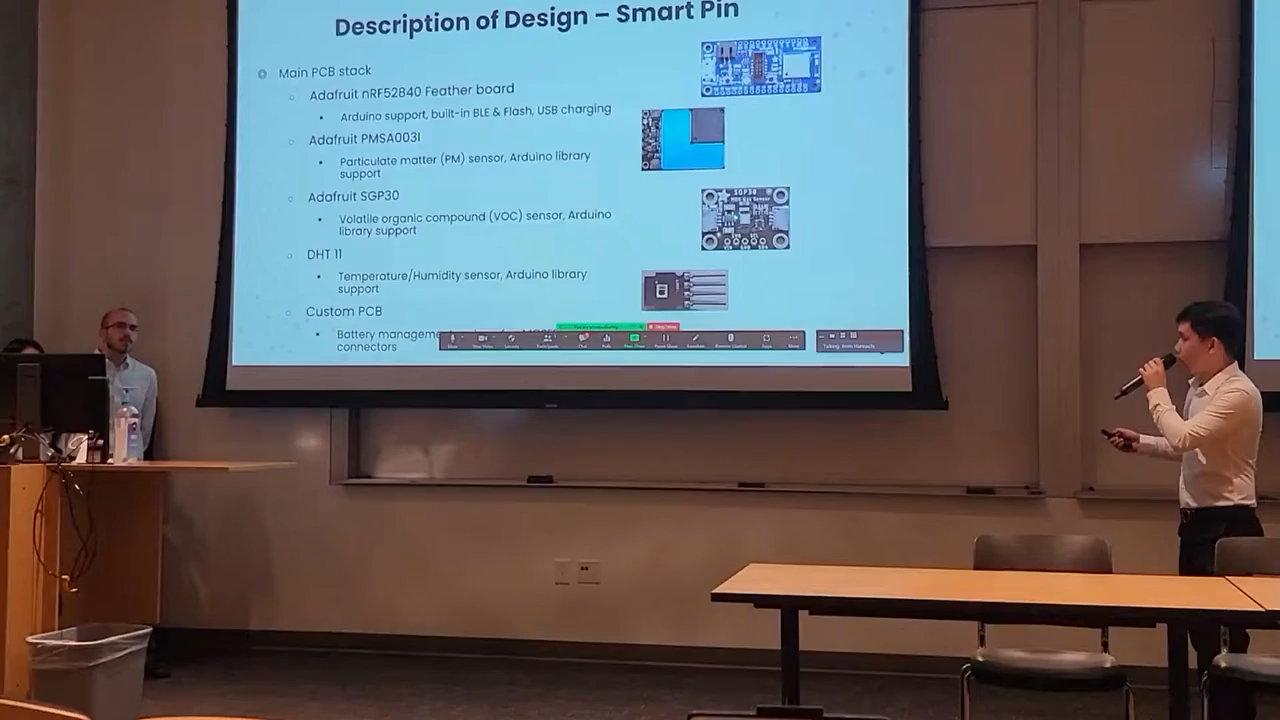 Description of Design – Smart Pin
Main PCB stack
Adafruit nRF52840 Feather board
Arduino support, built-in BLE & Flash, USB charging
Adafruit PMSA003I
Particulate matter (PM) sensor, Arduino library
support
Adafruit SGP30
Volatile organic compound (VOC) sensor, Arduino
library support
SGP30
DHT 11
Temperature/Humidity sensor, Arduino library
support
Custom PCB
Battery
connectors